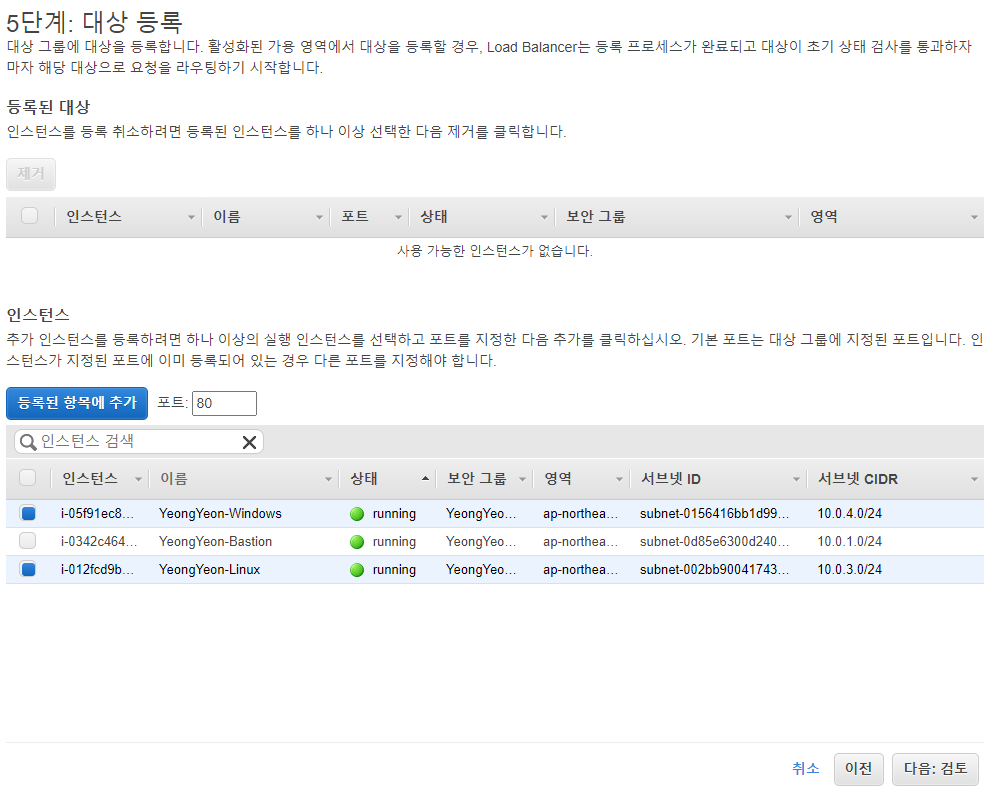 5단계: 대상 등록
대상 그룹에 대상을 등록합니다. 활성화된 가용 영역에서 대상을 등록할 경우, Load Balancer는 등록 프로세스가 완료되고 대상이 초기 상태 검사를 통과하자
마자 해당 대상으로 요청을 라우팅하기 시작합니다.
등록된 대상
인스턴스를 등록 취소하려면 등록된 인스턴스를 하나 이상 선택한 다음 제거를 클릭합니다.
제거
인스턴스 이름 포트 상태 보안 그룹 영역
사용 가능한 인스턴스가 없습니다.
인스턴스
추가 인스턴스를 등록하려면 하나 이상의 실행 인스턴스를 선택하고 포트를 지정한 다음 추가를 클릭하십시오. 기본 포트는 대상 그룹에 지정된 포트입니다. 인
스턴스가 지정된 포트에 이미 등록되어 있는 경우 다른 포트를 지정해야 합니다.
등록된 항목에 추가 포트: 80
인스턴스 검색
인스턴스 이름 상태 보안 그룹 영역 서브넷 ID 서브넷 CIDR
i-05f91ec8... YeongYeon-Windows running YeongYeo... ap-northea... subnet-0156416bb1d99... 10.0.4.0/24
i-0342c464... YeongYeon-Bastion running YeongYeo... ap-northea... subnet-0d85e6300d240... 10.0.1.0/24
i-012fcd9b... YeongYeon-Linux running YeongYeo... ap-northea... subnet-002bb90041743... 10.0.3.0/24
취소 이전 다음: 검토